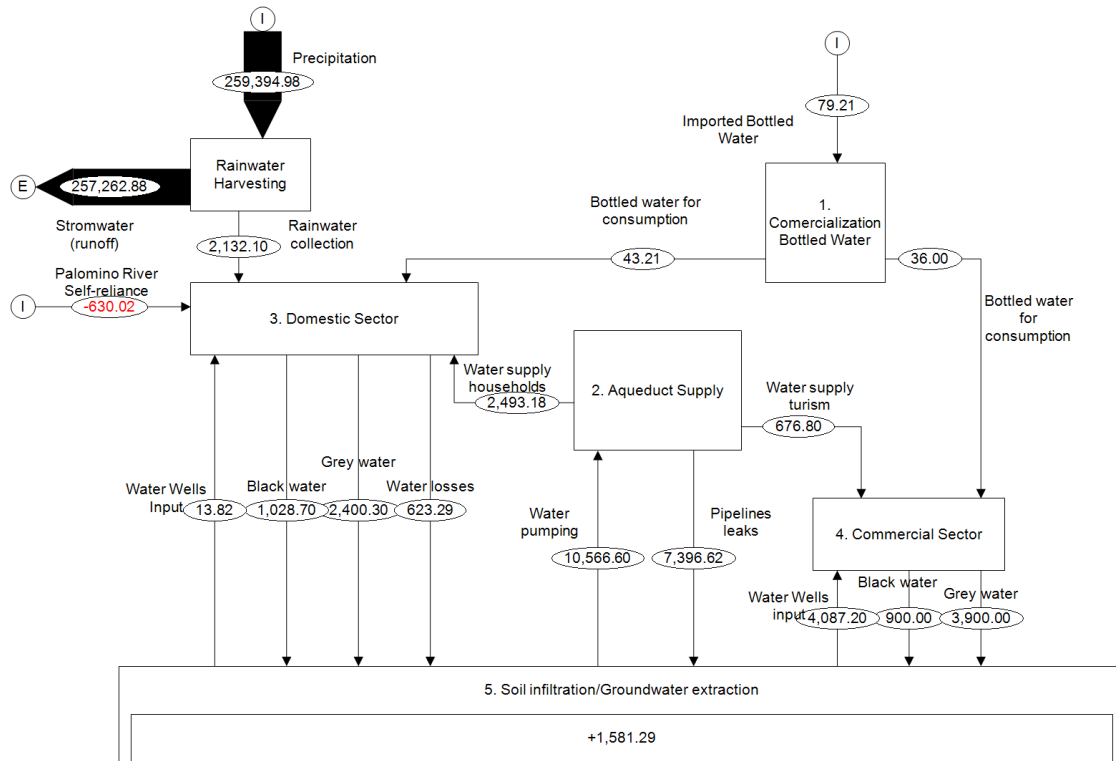 I
Precipitation
259,394.98
I
79.21
Imported Bottled
Water
Rainwater
Harvesting
E
257,262.88
Stromwater
(runoff)
2,132.10
Rainwater
collection
1.
Comercialization
Bottled Water
Bottled water for
consumption
43.21
36.00
Bottled water
for
consumption
Palomino River
Self-reliance
I
-630.02
3. Domestic Sector
Water supply
households
2,493.18
2. Aqueduct Supply
Water supply
turism
676.80
Water Wells
Input
13.82
Black water
1,028.70
Grey water
2,400.30
Water losses
623.29
Water
pumping
10,566.60
Pipelines
leaks
7,396.62
4. Commercial Sector
Water Wells
input
4,087.20
Black water
900.00
Grey water
3,900.00
5. Soil infiltration/Groundwater extraction
+1,581.29